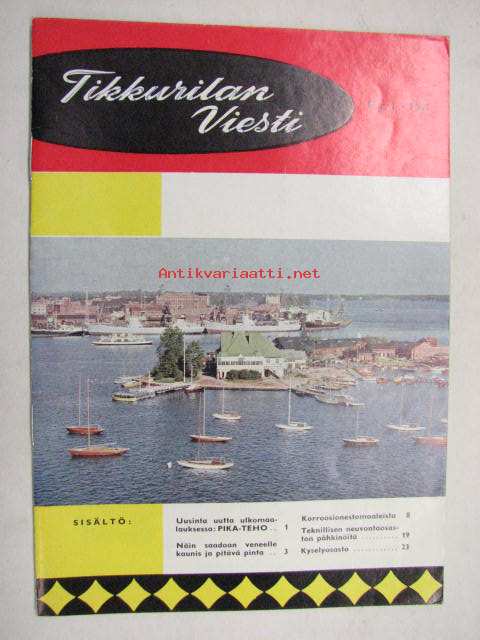 Tikkurilan
Viesti
Antikvariaatti.net
SISÄLTÖ:
Uusinta uutta ulkomaa-
lauksessa: PIKA-TEHO .. 1
Näin saadaan veneelle
kaunis ja pitävä pinta .. 3
Korroosionestomaaleista 8
Teknillisen neuvontaosas-
ton pähkinöitä .......... 19
Kyselyosasto ............ 23